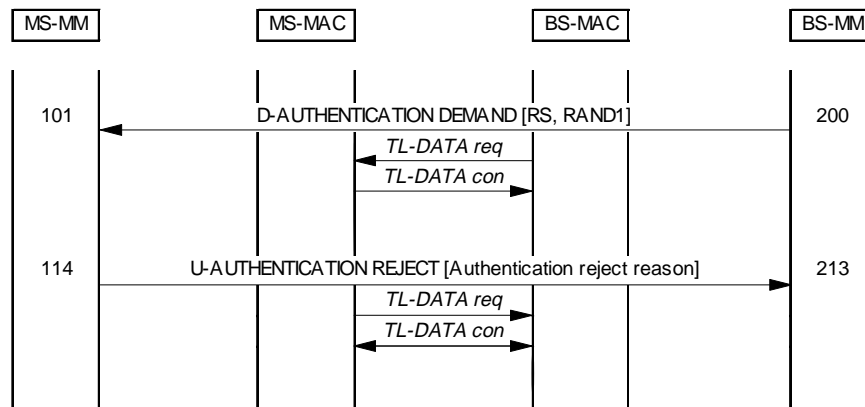 MS-MM MS-MAC BS-MAC BS-MM
101 D-AUTHENTICATION DEMAND [RS, RAND1] 200
TL-DATA req
TL-DATA con
114 U-AUTHENTICATION REJECT [Authentication reject reason] 213
TL-DATA req
TL-DATA con